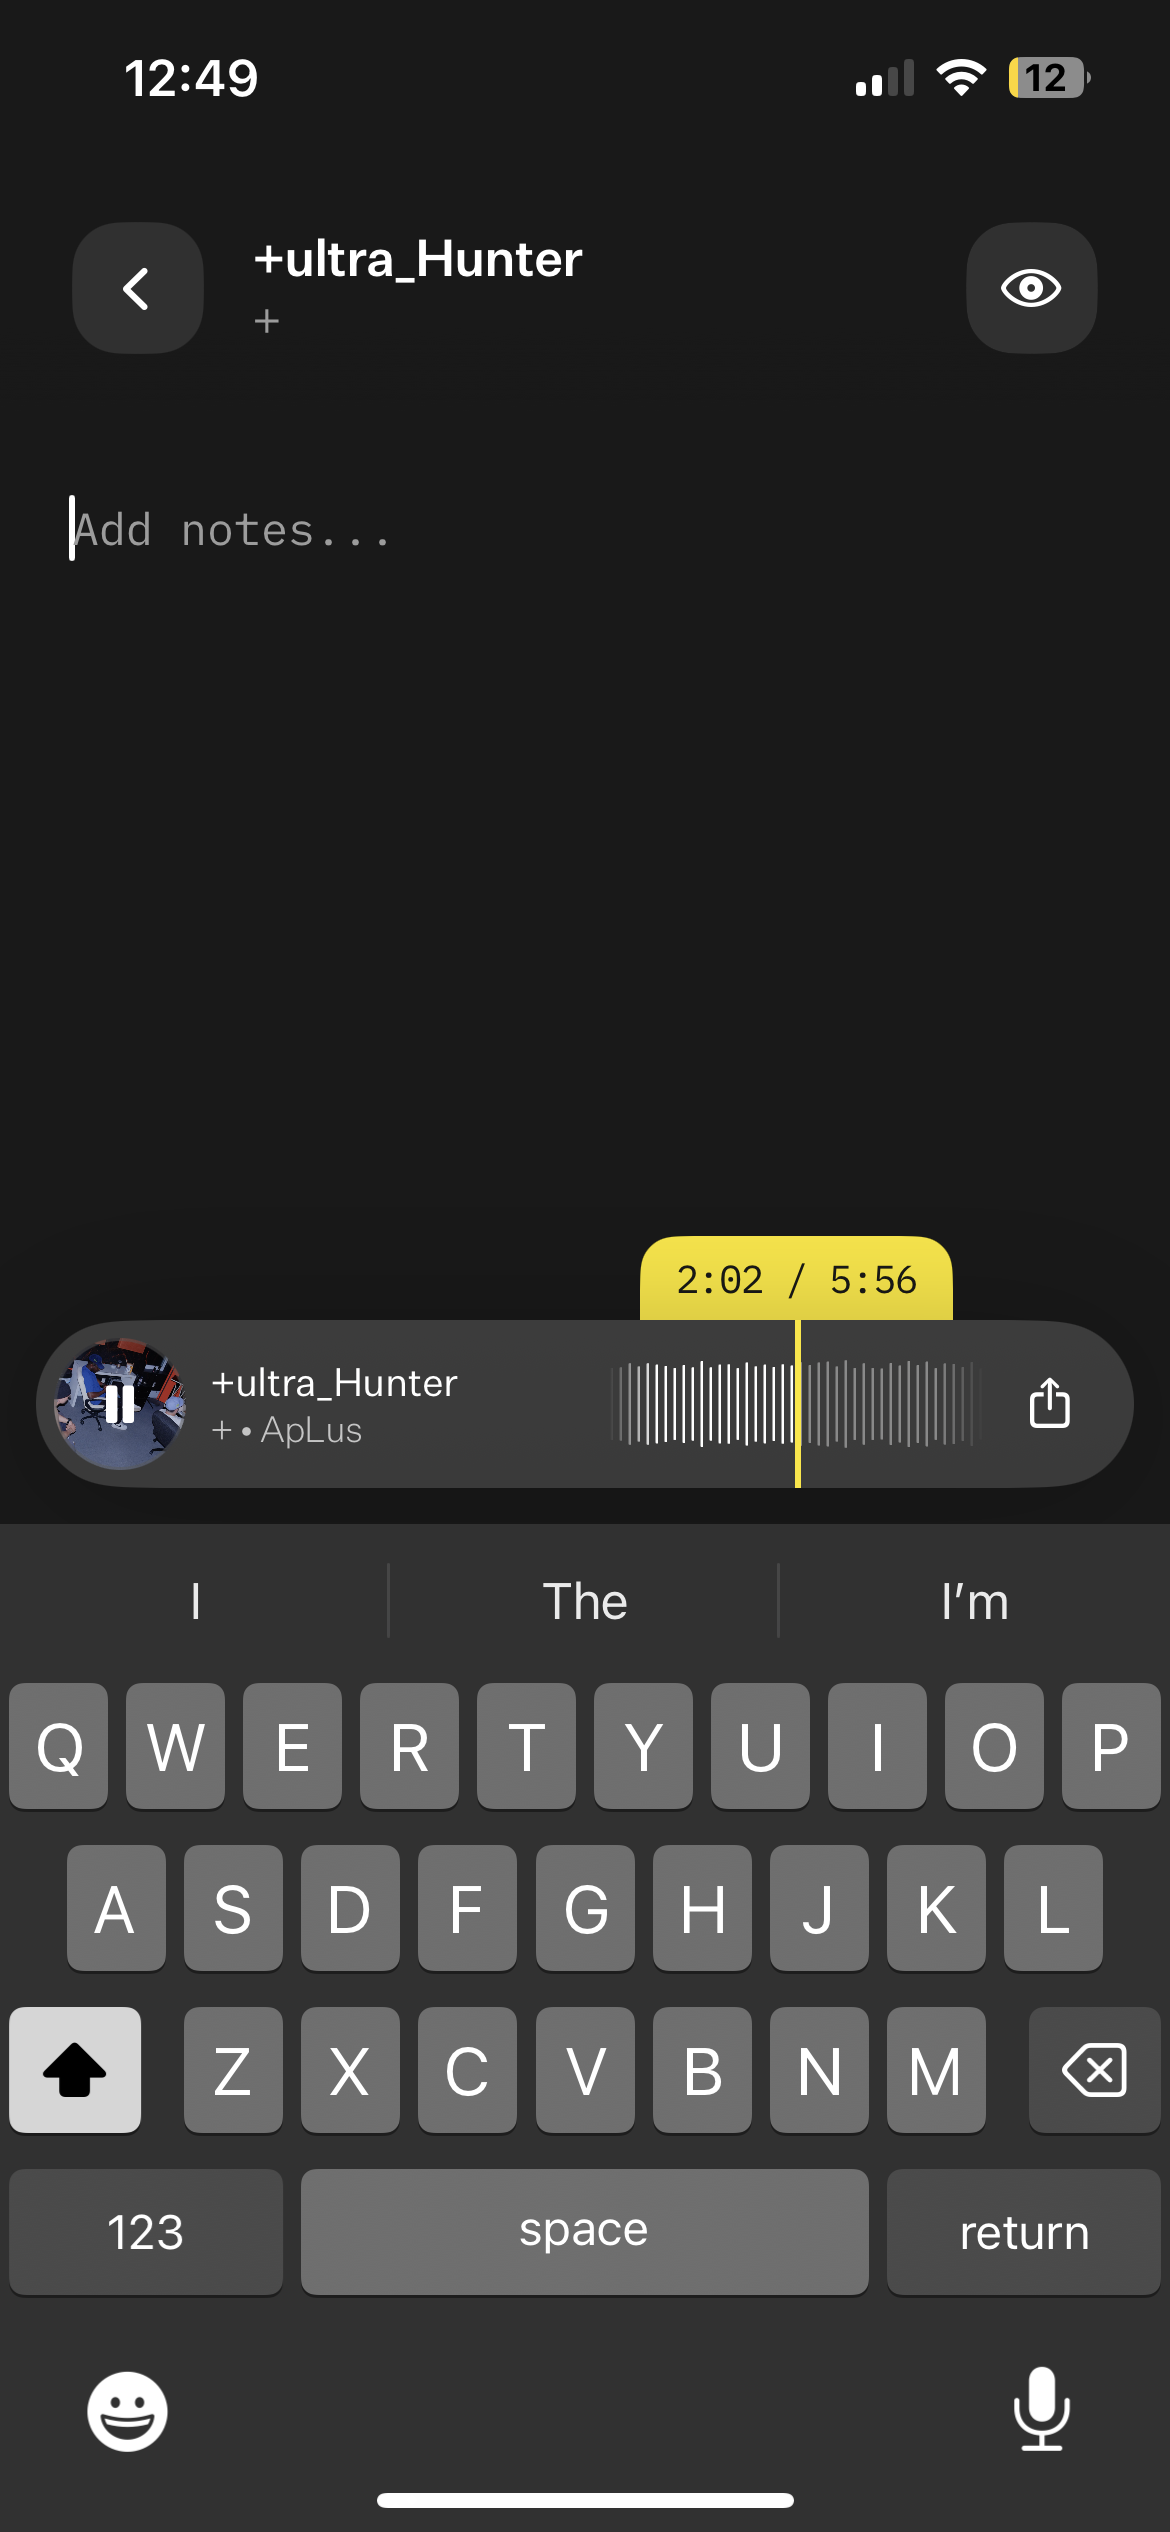 12:49
12
+ultra_Hunter
+
Add notes...
2:02 / 5:56
+ultra_Hunter
+ • ApLus
I The I'm
Q W E R T Y U I O P
A S D F G H J K L
Z X C V B N M
123 space return